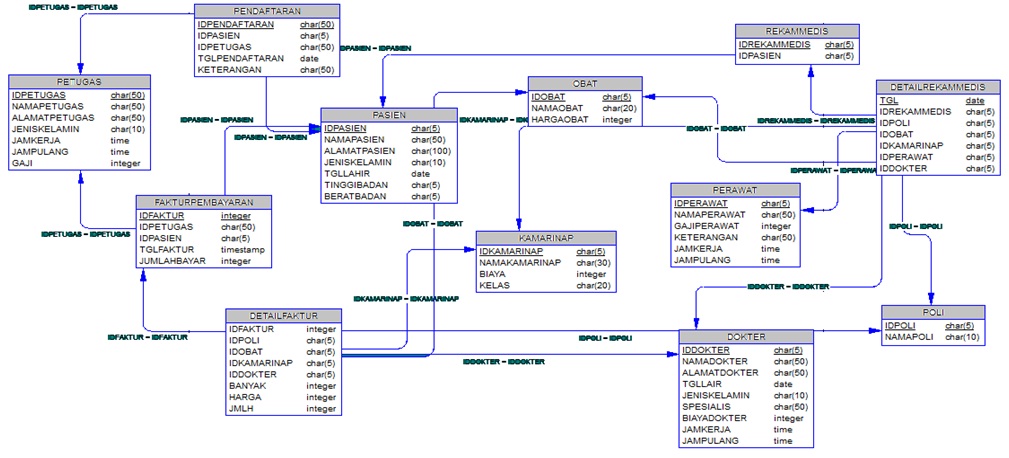 IDPETUGAS = IDPETUGAS
PENDAFTARAN
IDPENDAFTARAN char(50)
IDPASIEN char(5)
IDPETUGAS char(50)
TGLPENDAFTARAN date
KETERANGAN char(50)
IDPASIEN = IDPASIEN
REKAMMEDIS
IDREKAMMEDIS char(5)
IDPASIEN char(5)
PETUGAS
IDPETUGAS char(50)
NAMAPETUGAS char(50)
ALAMATPETUGAS char(50)
JENISKELAMIN char(10)
JAMKERJA time
JAMPULANG time
GAJI integer
OBAT
IDOBAT char(5)
NAMAOBAT char(20)
HARGAOBAT integer
DETAILREKAMMEDIS
TGL date
IDREKAMMEDIS char(5)
IDPOLI char(5)
IDOBAT char(5)
IDKAMARINAP char(5)
IDPERAWAT char(5)
IDDOKTER char(5)
PASIEN
IDPASIEN char(5)
NAMAPASIEN char(50)
ALAMATPASIEN char(100)
JENISKELAMIN char(10)
TGLLAHIR date
TINGGIBADAN char(5)
BERATBADAN char(5)
IDPASIEN = IDPASIEN
IDPASIEN = IDPASIEN
IDKAMARINAP = IDK
IDOBAT = IDOBAT
IDREKAMMEDIS = IDREKAMMEDIS
IDPERAWAT = IDPERAWA
PERAWAT
IDPERAWAT char(5)
NAMAPERAWAT char(50)
GAJIPERAWAT integer
KETERANGAN char(50)
JAMKERJA time
JAMPULANG time
FAKTURPEMBAYARAN
IDFAKTUR integer
IDPETUGAS char(50)
IDPASIEN char(5)
TGLFAKTUR timestamp
JUMLAHBAYAR integer
IDPETUGAS = IDPETUGAS
IDOBAT = IDOBAT
IDPOLI = IDPOLI
KAMARINAP
IDKAMARINAP char(5)
NAMAKAMARINAP char(30)
BIAYA integer
KELAS char(20)
IDDOKTER = IDDOKTER
IDKAMARINAP = IDKAMARINAP
DETAILFAKTUR
IDFAKTUR integer
IDPOLI char(5)
IDOBAT char(5)
IDKAMARINAP char(5)
IDDOKTER char(5)
BANYAK integer
HARGA integer
JMLH integer
IDFAKTUR = IDFAKTUR
IDPOLI = IDPOLI
IDDOKTER = IDDOKTER
POLI
IDPOLI char(5)
NAMAPOLI char(10)
DOKTER
IDDOKTER char(5)
NAMADOKTER char(50)
ALAMATDOKTER char(50)
TGLLAIR date
JENISKELAMIN char(10)
SPESIALIS char(50)
BIAYADOKTER integer
JAMKERJA time
JAMPULANG time